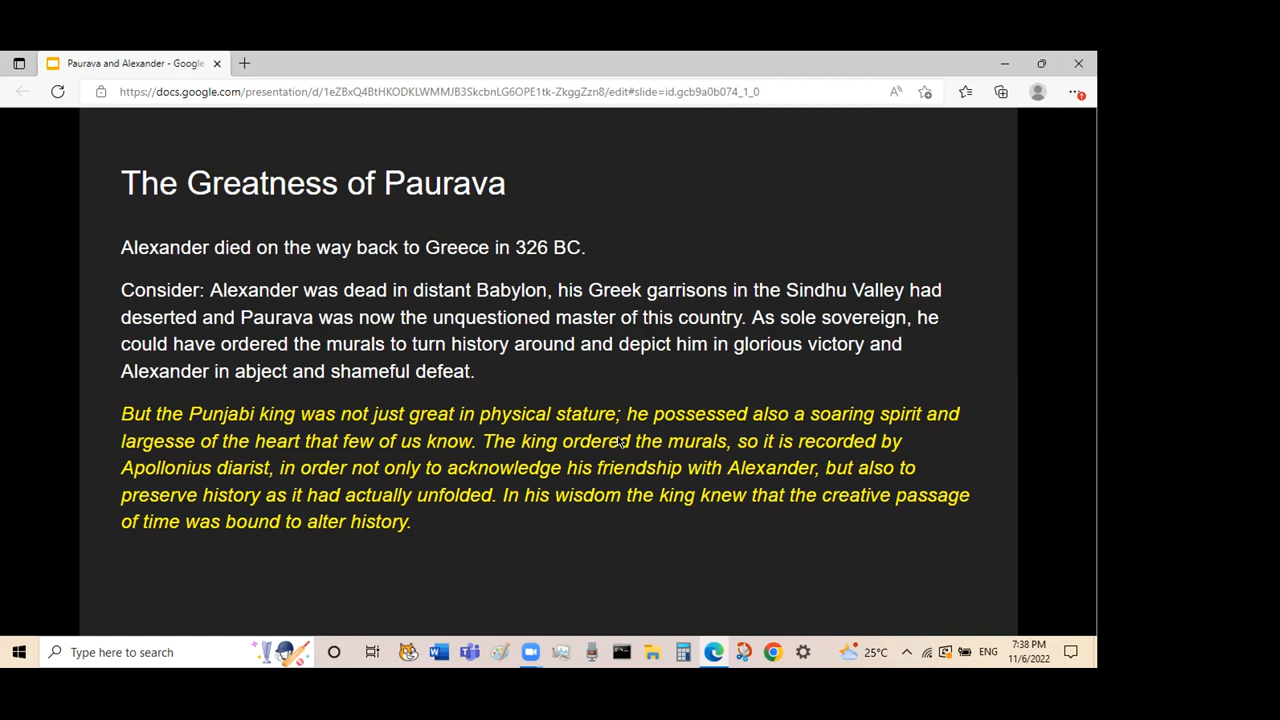 Paurava and Alexander - Google
https://docs.google.com/presentation/d/1eZBxQ4BtHKODKLWMMJB3SkcbnLG6OPE1tk-ZkggZzn8/edit#slide=id.gcb9a0b074_1_0
The Greatness of Paurava
Alexander died on the way back to Greece in 326 BC.
Consider: Alexander was dead in distant Babylon, his Greek garrisons in the Sindhu Valley had
deserted and Paurava was now the unquestioned master of this country. As sole sovereign, he
could have ordered the murals to turn history around and depict him in glorious victory and
Alexander in abject and shameful defeat.
But the Punjabi king was not just great in physical stature; he possessed also a soaring spirit and
largesse of the heart that few of us know. The king ordered the murals, so it is recorded by
Apollonius diarist, in order not only to acknowledge his friendship with Alexander, but also to
preserve history as it had actually unfolded. In his wisdom the king knew that the creative passage
of time was bound to alter history.
Type here to search
25°C
ENG
7:38 PM
11/6/2022